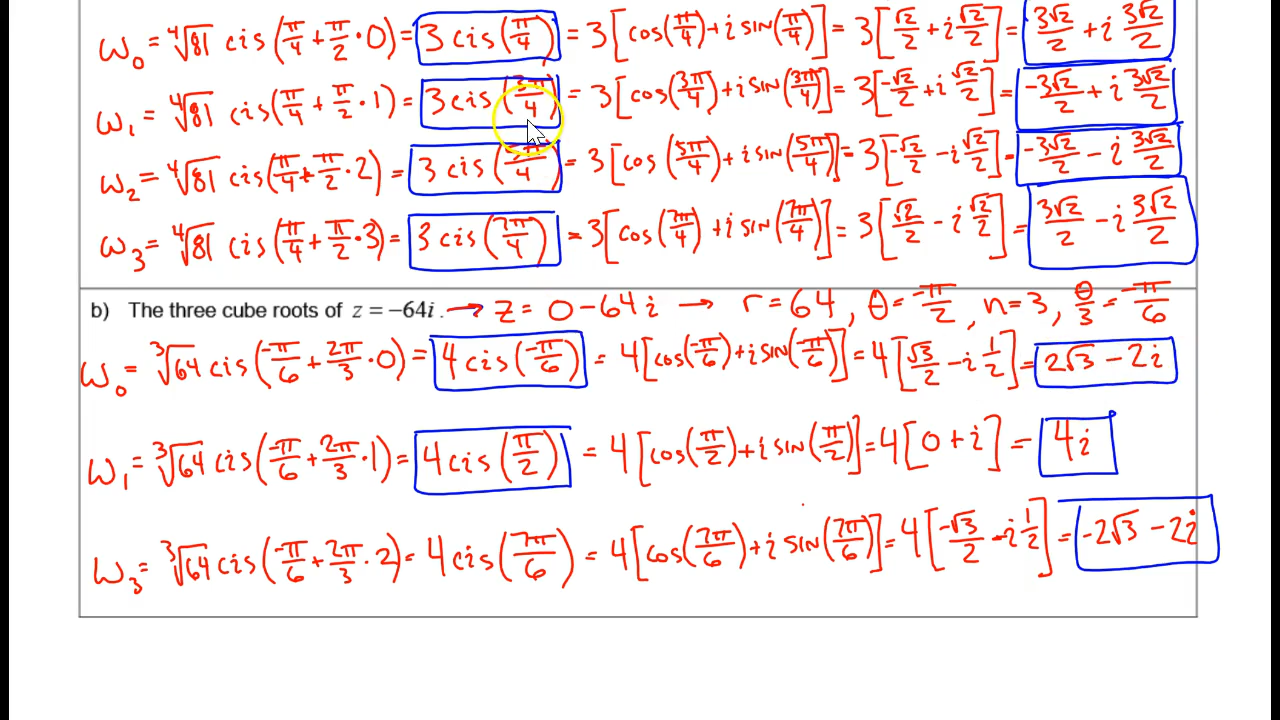 ω₀ = ⁴√81 cis(π/4 + π/2 · 0) = 3 cis(π/4) = 3[cos(π/4) + i sin(π/4)] = 3[√2/2 + i √2/2] = 3√2/2 + i 3√2/2
ω₁ = ⁴√81 cis(π/4 + π/2 · 1) = 3 cis(3π/4) = 3[cos(3π/4) + i sin(3π/4)] = 3[-√2/2 + i √2/2] = -3√2/2 + i 3√2/2
ω₂ = ⁴√81 cis(π/4 + π/2 · 2) = 3 cis(5π/4) = 3[cos(5π/4) + i sin(5π/4)] = 3[-√2/2 - i √2/2] = -3√2/2 - i 3√2/2
ω₃ = ⁴√81 cis(π/4 + π/2 · 3) = 3 cis(7π/4) = 3[cos(7π/4) + i sin(7π/4)] = 3[√2/2 - i √2/2] = 3√2/2 - i 3√2/2
b) The three cube roots of z = -64i. → z = 0 - 64i → r = 64, θ = -π/2, n = 3, θ/3 = -π/6
ω₀ = ³√64 cis(-π/6 + 2π/3 · 0) = 4 cis(-π/6) = 4[cos(-π/6) + i sin(-π/6)] = 4[√3/2 - i 1/2] = 2√3 - 2i
ω₁ = ³√64 cis(-π/6 + 2π/3 · 1) = 4 cis(π/2) = 4[cos(π/2) + i sin(π/2)] = 4[0 + i] = 4i
ω₃ = ³√64 cis(-π/6 + 2π/3 · 2) = 4 cis(7π/6) = 4[cos(7π/6) + i sin(7π/6)] = 4[-√3/2 - i 1/2] = -2√3 - 2i